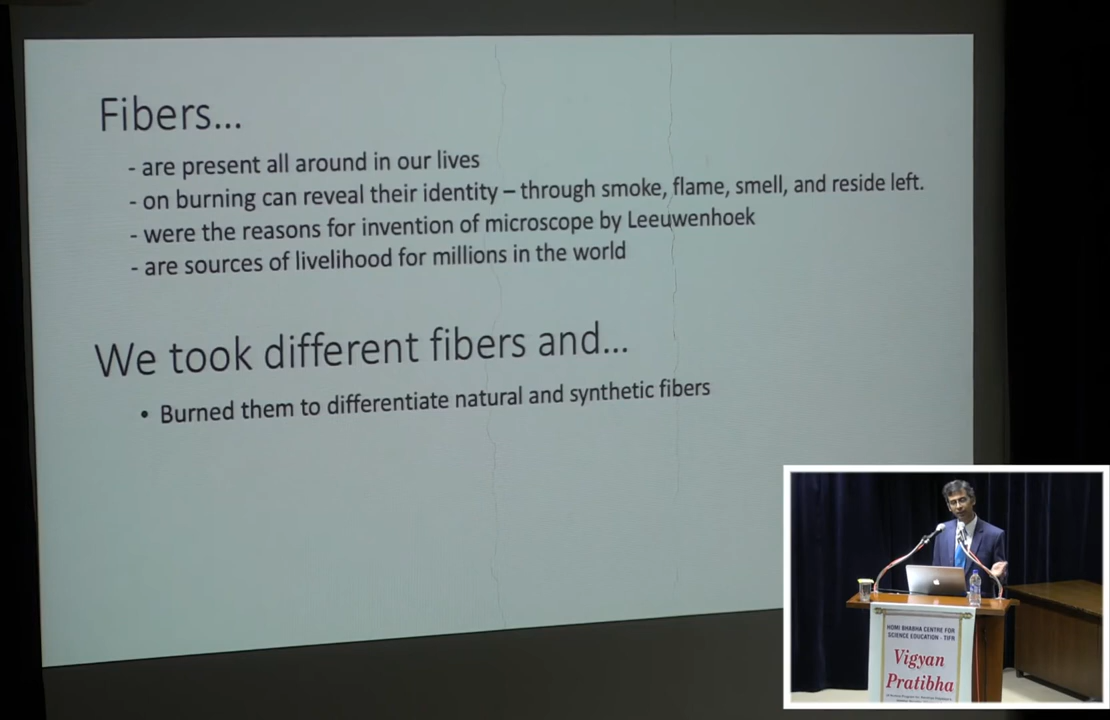 Fibers...
- are present all around in our lives
- on burning can reveal their identity – through smoke, flame, smell, and reside left.
- were the reasons for invention of microscope by Leeuwenhoek
- are sources of livelihood for millions in the world
We took different fibers and...
• Burned them to differentiate natural and synthetic fibers
HOMI BHABHA CENTRE FOR
SCIENCE EDUCATION - TIFR
Vigyan
Pratibha